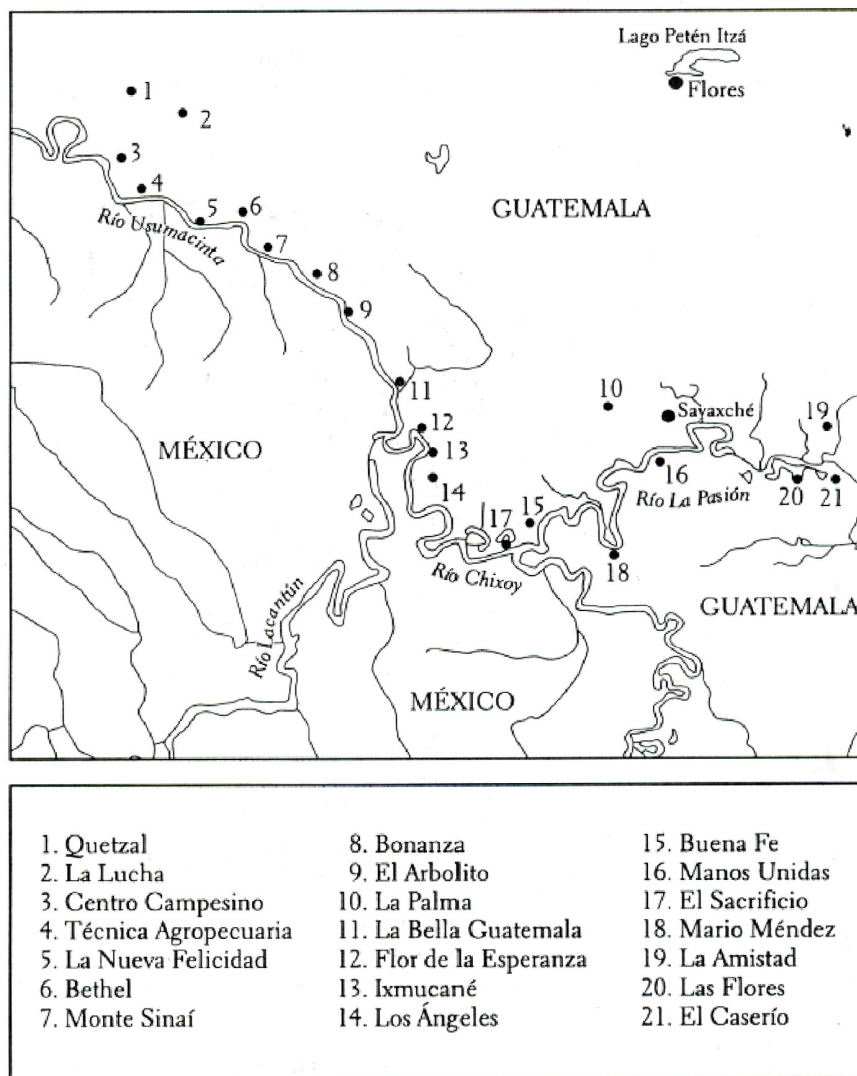 Lago Petén Itzá
Flores
1
2
3
4
5
6
7
8
9
Río Usumacinta
GUATEMALA
10
11
12
13
14
15
16
17
18
19
20
21
Sayaxché
MÉXICO
Río La Pasión
Río Chixoy
Río Lacantún
GUATEMALA
MÉXICO
1. Quetzal
2. La Lucha
3. Centro Campesino
4. Técnica Agropecuaria
5. La Nueva Felicidad
6. Bethel
7. Monte Sinaí
8. Bonanza
9. El Arbolito
10. La Palma
11. La Bella Guatemala
12. Flor de la Esperanza
13. Ixmucané
14. Los Ángeles
15. Buena Fe
16. Manos Unidas
17. El Sacrificio
18. Mario Méndez
19. La Amistad
20. Las Flores
21. El Caserío